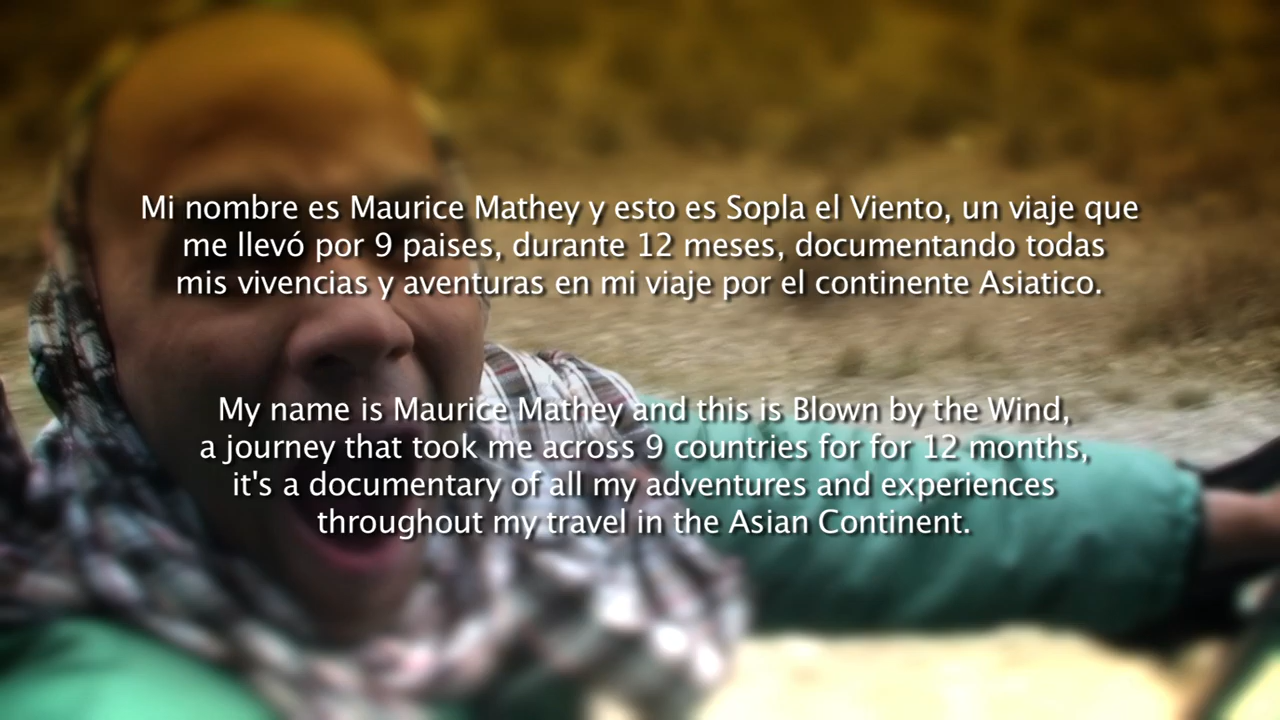 Mi nombre es Maurice Mathey y esto es Sopla el Viento, un viaje que
me llevó por 9 paises, durante 12 meses, documentando todas
mis vivencias y aventuras en mi viaje por el continente Asiatico.
My name is Maurice Mathey and this is Blown by the Wind,
a journey that took me across 9 countries for for 12 months,
it's a documentary of all my adventures and experiences
throughout my travel in the Asian Continent.